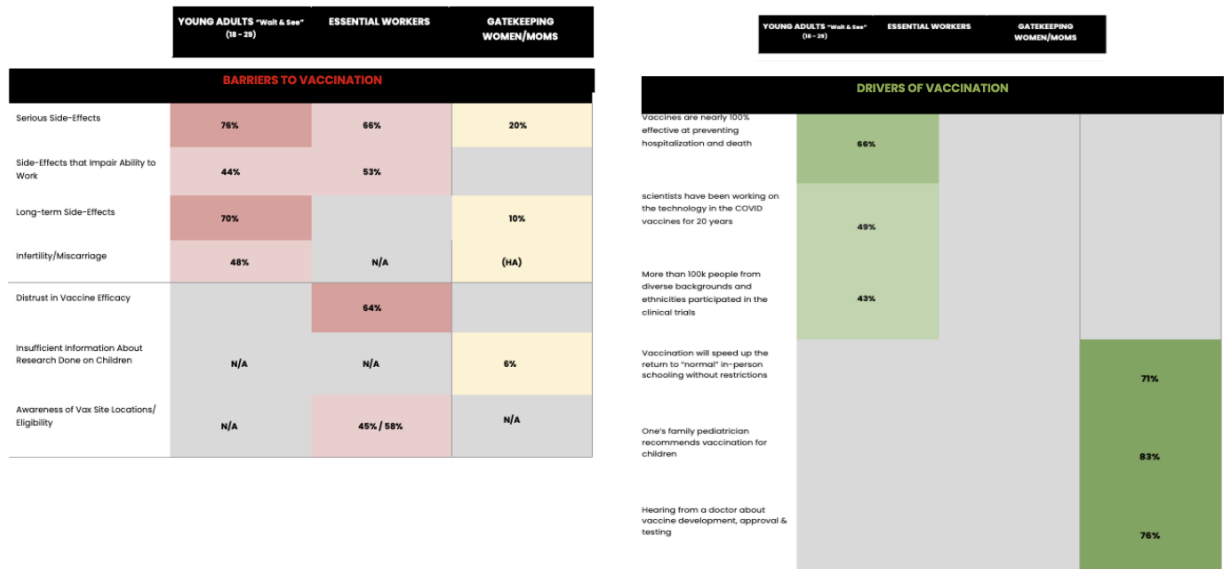 YOUNG ADULTS "Wait & See"
(18 - 29)
ESSENTIAL WORKERS
GATEKEEPING
WOMEN/MOMS
BARRIERS TO VACCINATION
Serious Side-Effects
76%
66%
20%
Side-Effects that Impair Ability to
Work
44%
53%
Long-term Side-Effects
70%
10%
Infertility/Miscarriage
48%
N/A
(HA)
Distrust in Vaccine Efficacy
64%
Insufficient Information About
Research Done on Children
N/A
N/A
6%
Awareness of Vax Site Locations/
Eligibility
N/A
45% / 58%
N/A
YOUNG ADULTS "Wait & See"
(18 - 29)
ESSENTIAL WORKERS
GATEKEEPING
WOMEN/MOMS
DRIVERS OF VACCINATION
Vaccines are nearly 100%
effective at preventing
hospitalization and death
66%
scientists have been working on
the technology in the COVID
vaccines for 20 years
49%
More than 100k people from
diverse backgrounds and
ethnicities participated in the
clinical trials
43%
Vaccination will speed up the
return to "normal" in-person
schooling without restrictions
71%
One's family pediatrician
recommends vaccination for
children
83%
Hearing from a doctor about
vaccine development, approval &
testing
76%